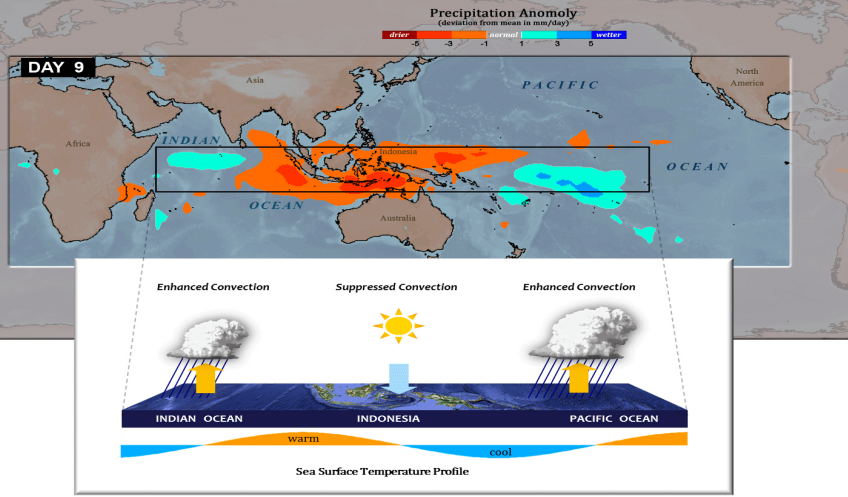 Precipitation Anomoly
(deviation from mean in mm/day)
drier normal wetter
-5 -3 -1 1 3 5
DAY 9
Asia
North
America
PACIFIC
Africa
INDIAN
Indonesia
OCEAN
OCEAN
Australia
Enhanced Convection Suppressed Convection Enhanced Convection
INDIAN OCEAN INDONESIA PACIFIC OCEAN
warm
cool
Sea Surface Temperature Profile